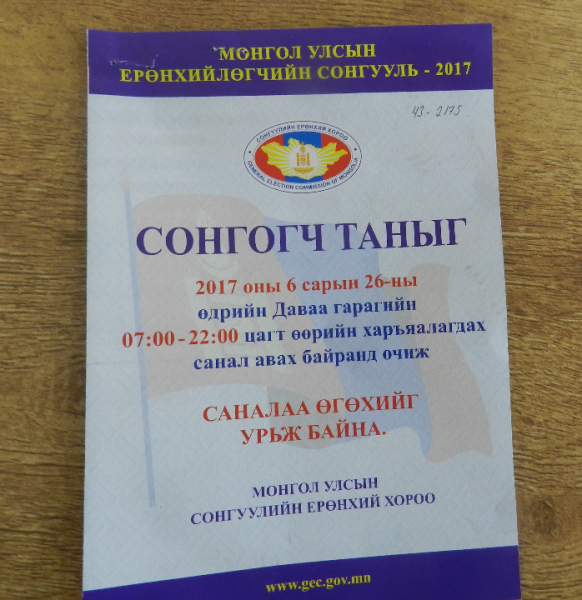 МОНГОЛ УЛСЫН
ЕРӨНХИЙЛӨГЧИЙН СОНГУУЛЬ - 2017
43-2175
СОНГУУЛИЙН ЕРӨНХИЙ ХОРОО
GENERAL ELECTION COMMISSION OF MONGOLIA
СОНГОГЧ ТАНЫГ
2017 оны 6 сарын 26-ны
өдрийн Даваа гарагийн
07:00 - 22:00 цагт өөрийн харъяалагдах
санал авах байранд очиж
САНАЛАА ӨГӨХИЙГ
УРЬЖ БАЙНА.
МОНГОЛ УЛСЫН
СОНГУУЛИЙН ЕРӨНХИЙ ХОРОО
www.gec.gov.mn